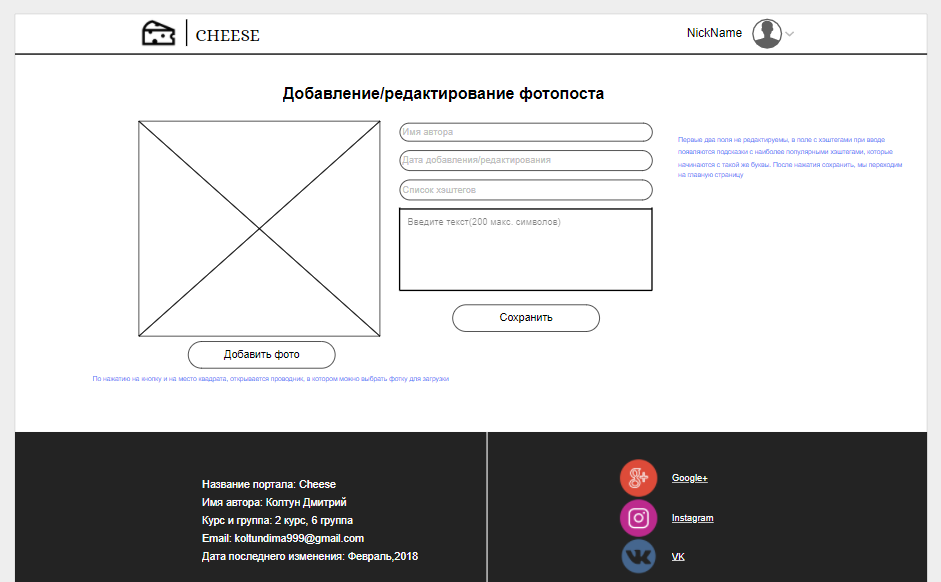 CHEESE
NickName
Добавление/редактирование фотопоста
Имя автора
Дата добавления/редактирования
Список хэштегов
Введите текст(200 макс. символов)
Сохранить
Первые два поля не редактируемы, в поле с хэштегами при вводе
появляются подсказки с наиболее популярными хэштегами, которые
начинаются с такой же буквы. После нажатия сохранить, мы переходим
на главную страницу
Добавить фото
По нажатию на кнопку и на место квадрата, открывается проводник, в котором можно выбрать фотку для загрузки
Название портала: Cheese
Имя автора: Колтун Дмитрий
Курс и группа: 2 курс, 6 группа
Email: koltundima999@gmail.com
Дата последнего изменения: Февраль,2018
Google+
Instagram
VK